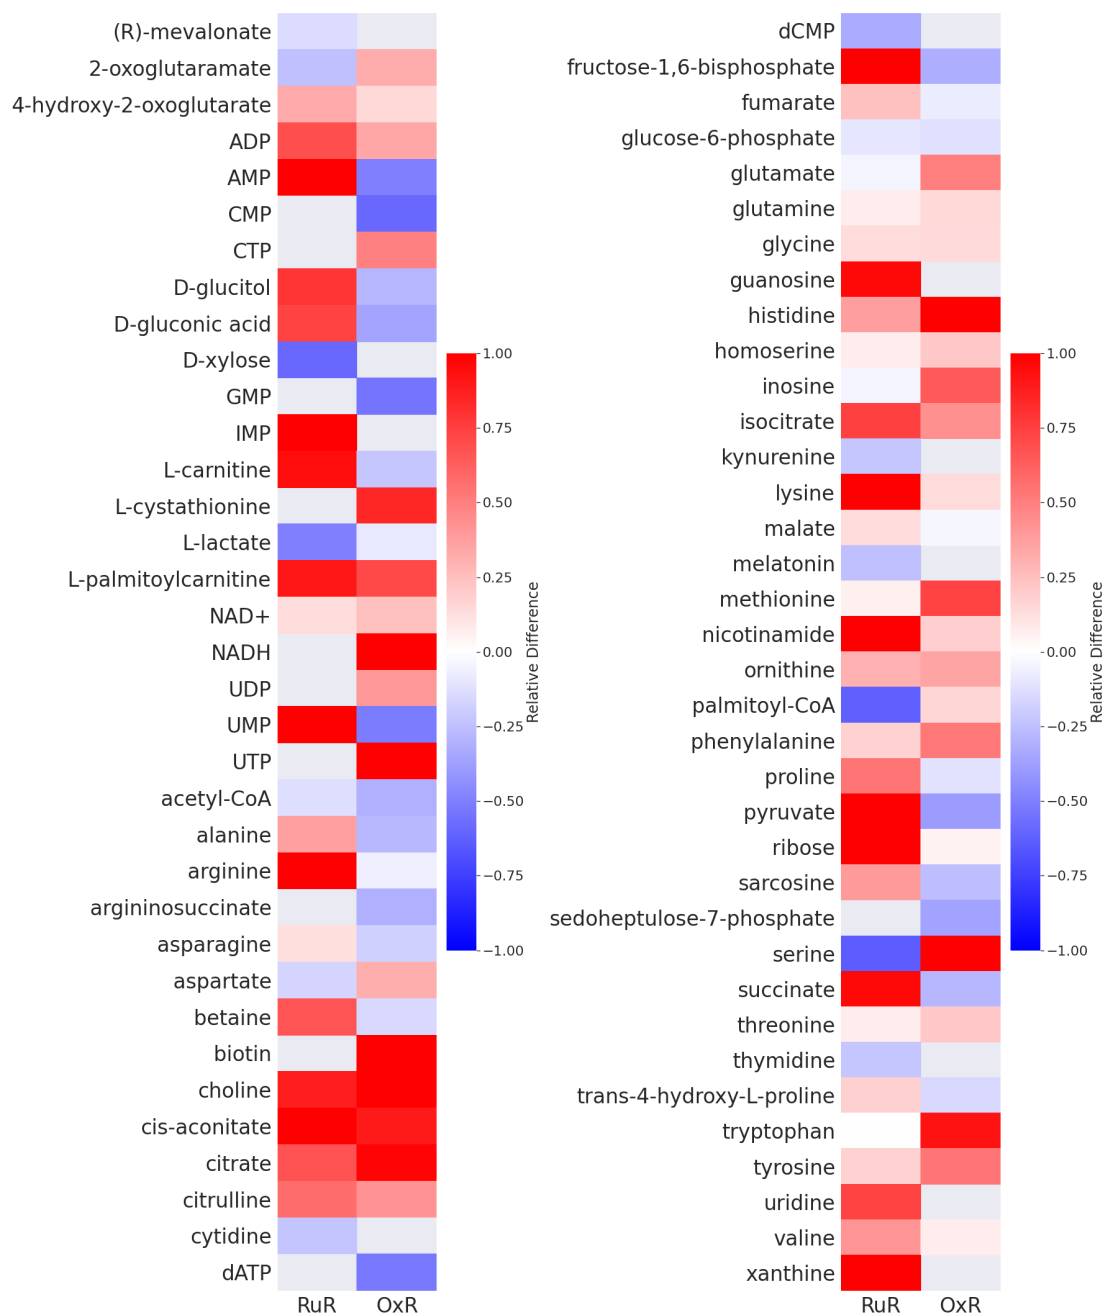 (R)-mevalonate
2-oxoglutaramate
4-hydroxy-2-oxoglutarate
ADP
AMP
CMP
CTP
D-glucitol
D-gluconic acid
D-xylose
GMP
IMP
L-carnitine
L-cystathionine
L-lactate
L-palmitoylcarnitine
NAD+
NADH
UDP
UMP
UTP
acetyl-CoA
alanine
arginine
argininosuccinate
asparagine
aspartate
betaine
biotin
choline
cis-aconitate
citrate
citrulline
cytidine
dATP
RuR OxR
1.00
0.75
0.50
0.25
0.00
−0.25
−0.50
−0.75
−1.00
Relative Difference
dCMP
fructose-1,6-bisphosphate
fumarate
glucose-6-phosphate
glutamate
glutamine
glycine
guanosine
histidine
homoserine
inosine
isocitrate
kynurenine
lysine
malate
melatonin
methionine
nicotinamide
ornithine
palmitoyl-CoA
phenylalanine
proline
pyruvate
ribose
sarcosine
sedoheptulose-7-phosphate
serine
succinate
threonine
thymidine
trans-4-hydroxy-L-proline
tryptophan
tyrosine
uridine
valine
xanthine
RuR OxR
1.00
0.75
0.50
0.25
0.00
−0.25
−0.50
−0.75
−1.00
Relative Difference